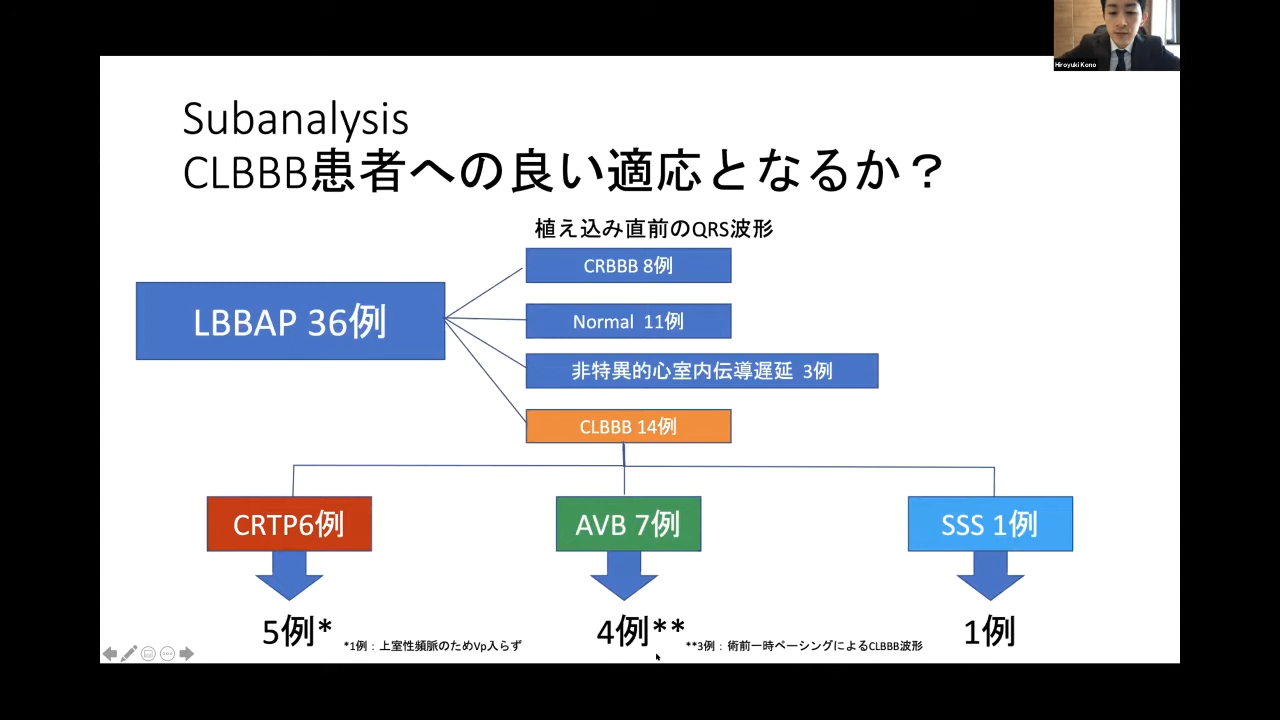 Hiroyuki Kono
Subanalysis
CLBBB患者への良い適応となるか？
植え込み直前のQRS波形
CRBBB 8例
LBBAP 36例
Normal 11例
非特異的心室内伝導遅延 3例
CLBBB 14例
CRTP6例
AVB 7例
SSS 1例
5例*
*1例：上室性頻脈のためVp入らず
4例**
**3例：術前一時ペーシングによるCLBBB波形
1例